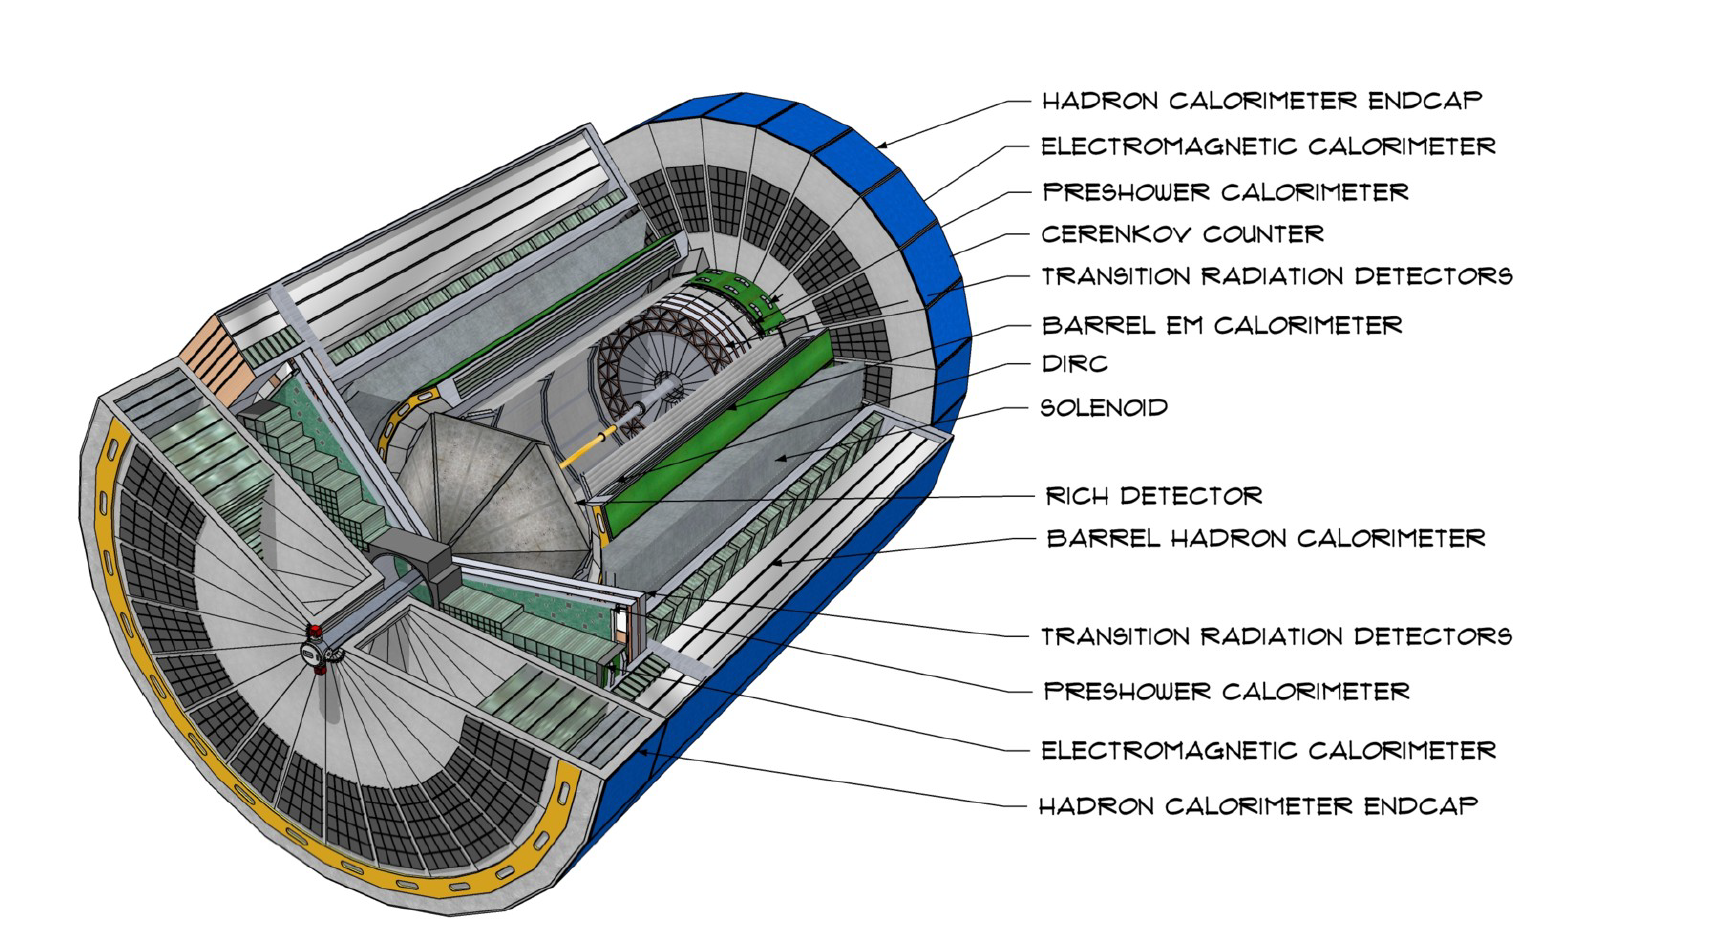 HADRON CALORIMETER ENDCAP
ELECTROMAGNETIC CALORIMETER
PRESHOWER CALORIMETER
CERENKOV COUNTER
TRANSITION RADIATION DETECTORS
BARREL EM CALORIMETER
DIRC
SOLENOID
RICH DETECTOR
BARREL HADRON CALORIMETER
TRANSITION RADIATION DETECTORS
PRESHOWER CALORIMETER
ELECTROMAGNETIC CALORIMETER
HADRON CALORIMETER ENDCAP